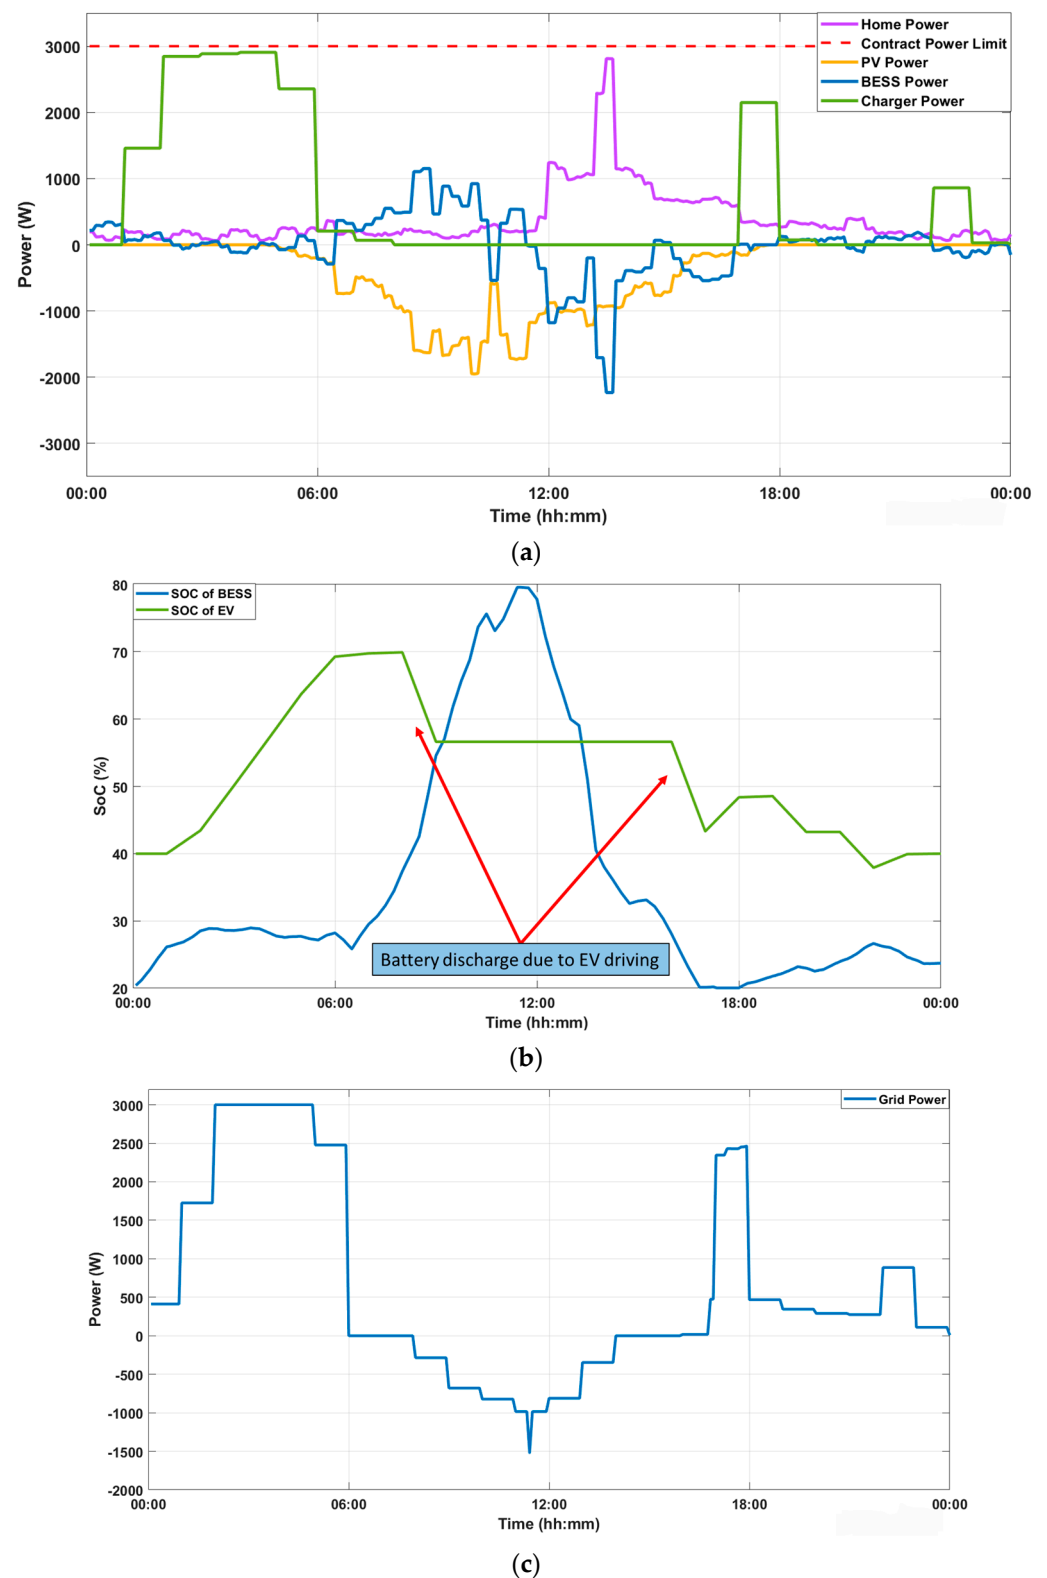 Home Power
Contract Power Limit
PV Power
BESS Power
Charger Power
3000
2000
1000
0
-1000
-2000
-3000
Power (W)
00:00 06:00 12:00 18:00 00:00
Time (hh:mm)
(a)
SOC of BESS
SOC of EV
80
70
60
50
40
30
20
SoC (%)
Battery discharge due to EV driving
00:00 06:00 12:00 18:00 00:00
Time (hh:mm)
(b)
Grid Power
3000
2500
2000
1500
1000
500
0
-500
-1000
-1500
-2000
Power (W)
00:00 06:00 12:00 18:00 00:00
Time (hh:mm)
(c)